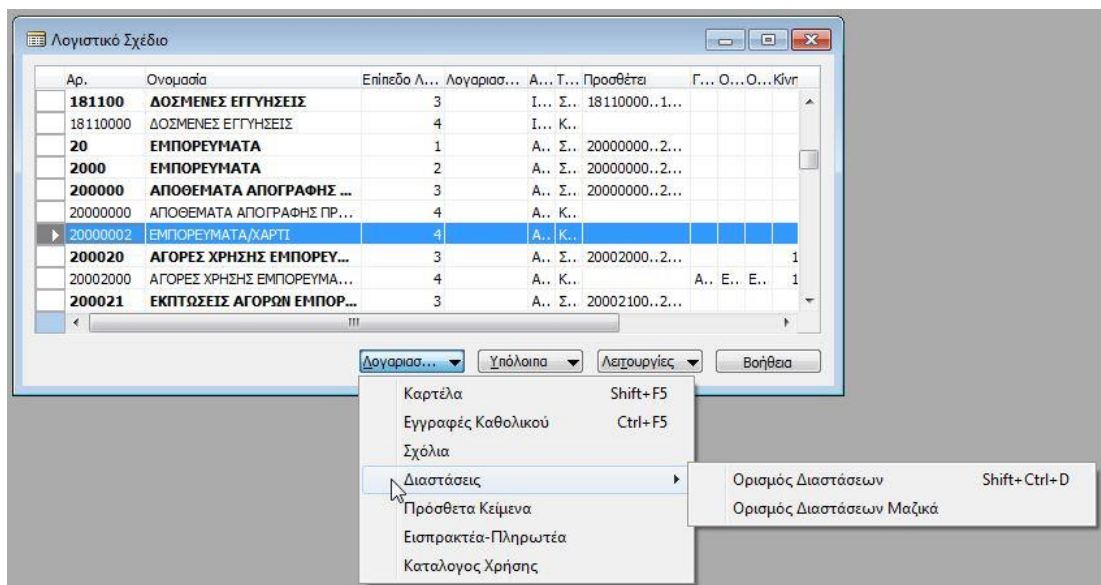 Λογιστικό Σχέδιο
Αρ. Ονομασία Επίπεδο Λ... Λογαριασ... Α... Τ... Προσθέτει Γ... Ο... Ο... Κίνη
181100 ΔΟΣΜΕΝΕΣ ΕΓΓΥΗΣΕΙΣ 3 Ι... Σ... 18110000..1...
18110000 ΔΟΣΜΕΝΕΣ ΕΓΓΥΗΣΕΙΣ 4 Ι... Κ...
20 ΕΜΠΟΡΕΥΜΑΤΑ 1 Α... Σ... 20000000..2...
2000 ΕΜΠΟΡΕΥΜΑΤΑ 2 Α... Σ... 20000000..2...
200000 ΑΠΟΘΕΜΑΤΑ ΑΠΟΓΡΑΦΗΣ ... 3 Α... Σ... 20000000..2...
20000000 ΑΠΟΘΕΜΑΤΑ ΑΠΟΓΡΑΦΗΣ ΠΡ... 4 Α... Κ...
20000002 ΕΜΠΟΡΕΥΜΑΤΑ/ΧΑΡΤΙ 4 Α... Κ...
200020 ΑΓΟΡΕΣ ΧΡΗΣΗΣ ΕΜΠΟΡΕΥ... 3 Α... Σ... 20002000..2... 1
20002000 ΑΓΟΡΕΣ ΧΡΗΣΗΣ ΕΜΠΟΡΕΥΜΑ... 4 Α... Κ... Α... Ε... Ε... 1
200021 ΕΚΠΤΩΣΕΙΣ ΑΓΟΡΩΝ ΕΜΠΟΡ... 3 Α... Σ... 20002100..2...
Λογαριασ... Υπόλοιπα Λειτουργίες Βοήθεια
Καρτέλα Shift+F5
Εγγραφές Καθολικού Ctrl+F5
Σχόλια
Διαστάσεις Ορισμός Διαστάσεων Shift+Ctrl+D
Πρόσθετα Κείμενα Ορισμός Διαστάσεων Μαζικά
Εισπρακτέα-Πληρωτέα
Καταλογος Χρήσης